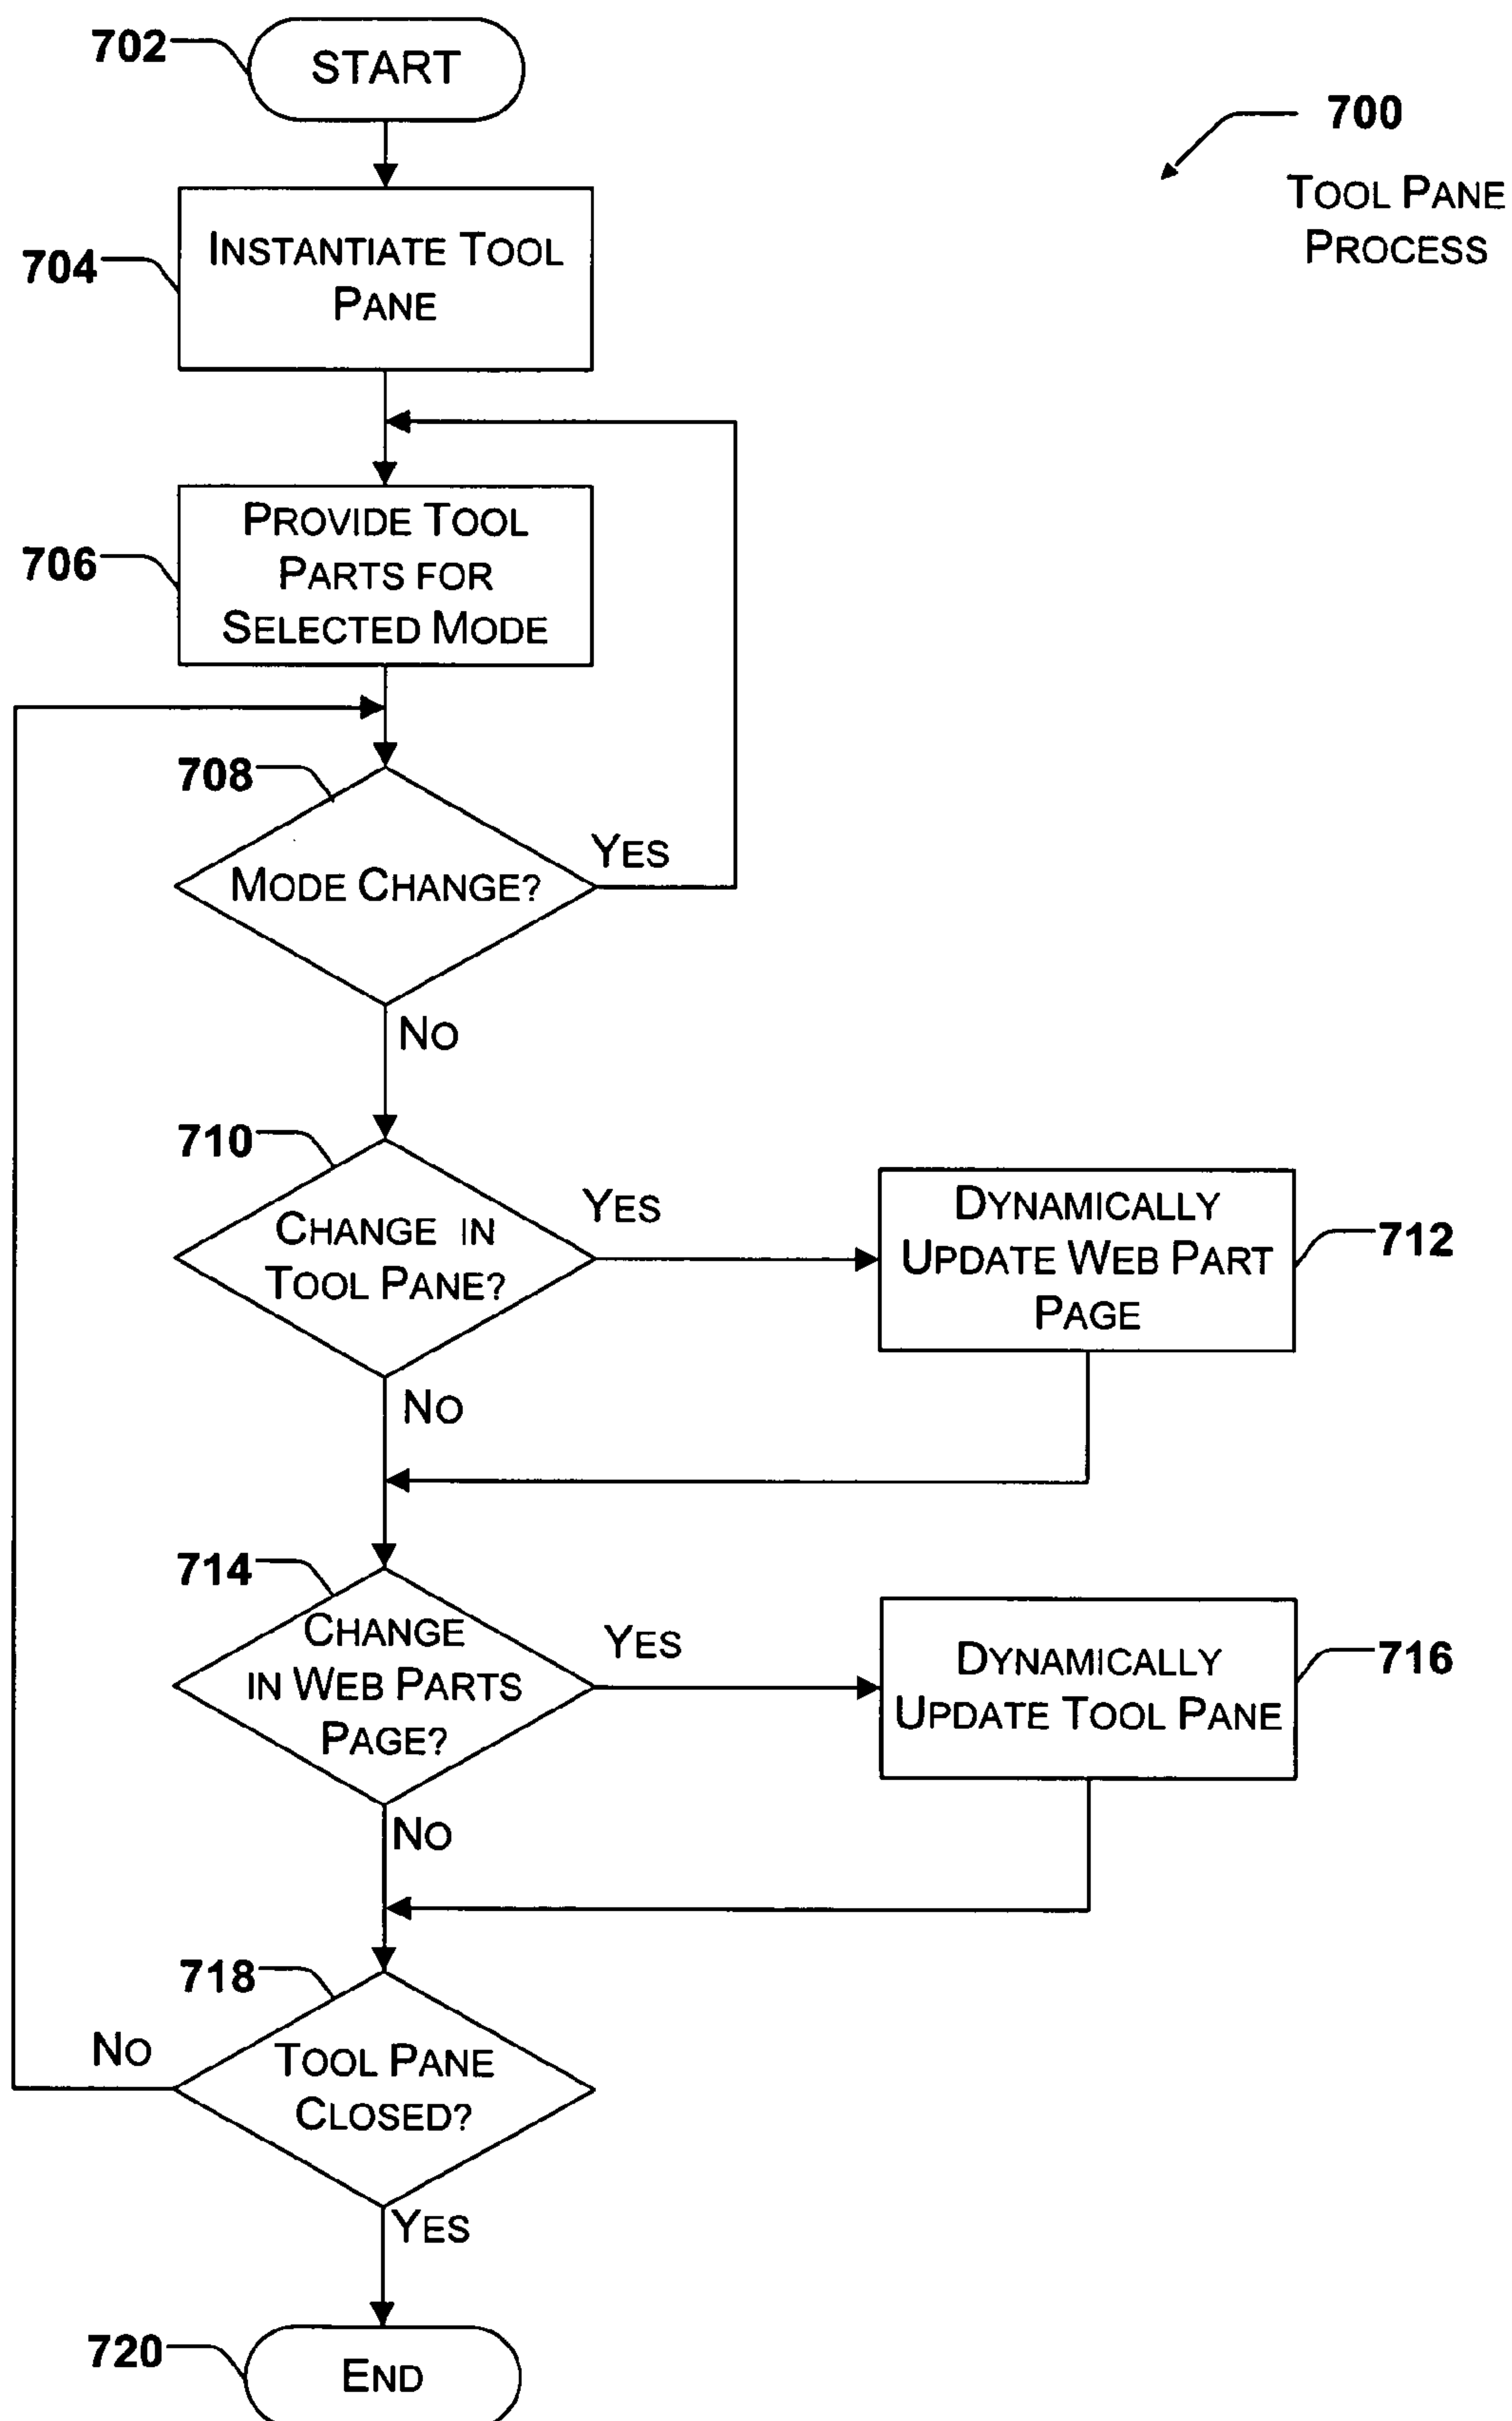 702
START
700
TOOL PANE
PROCESS
704
INSTANTIATE TOOL
PANE
706
PROVIDE TOOL
PARTS FOR
SELECTED MODE
708
MODE CHANGE?
YES
NO
710
CHANGE IN
TOOL PANE?
YES
DYNAMICALLY
UPDATE WEB PART
PAGE
712
NO
714
CHANGE
IN WEB PARTS
PAGE?
YES
DYNAMICALLY
UPDATE TOOL PANE
716
NO
718
NO
TOOL PANE
CLOSED?
YES
720
END